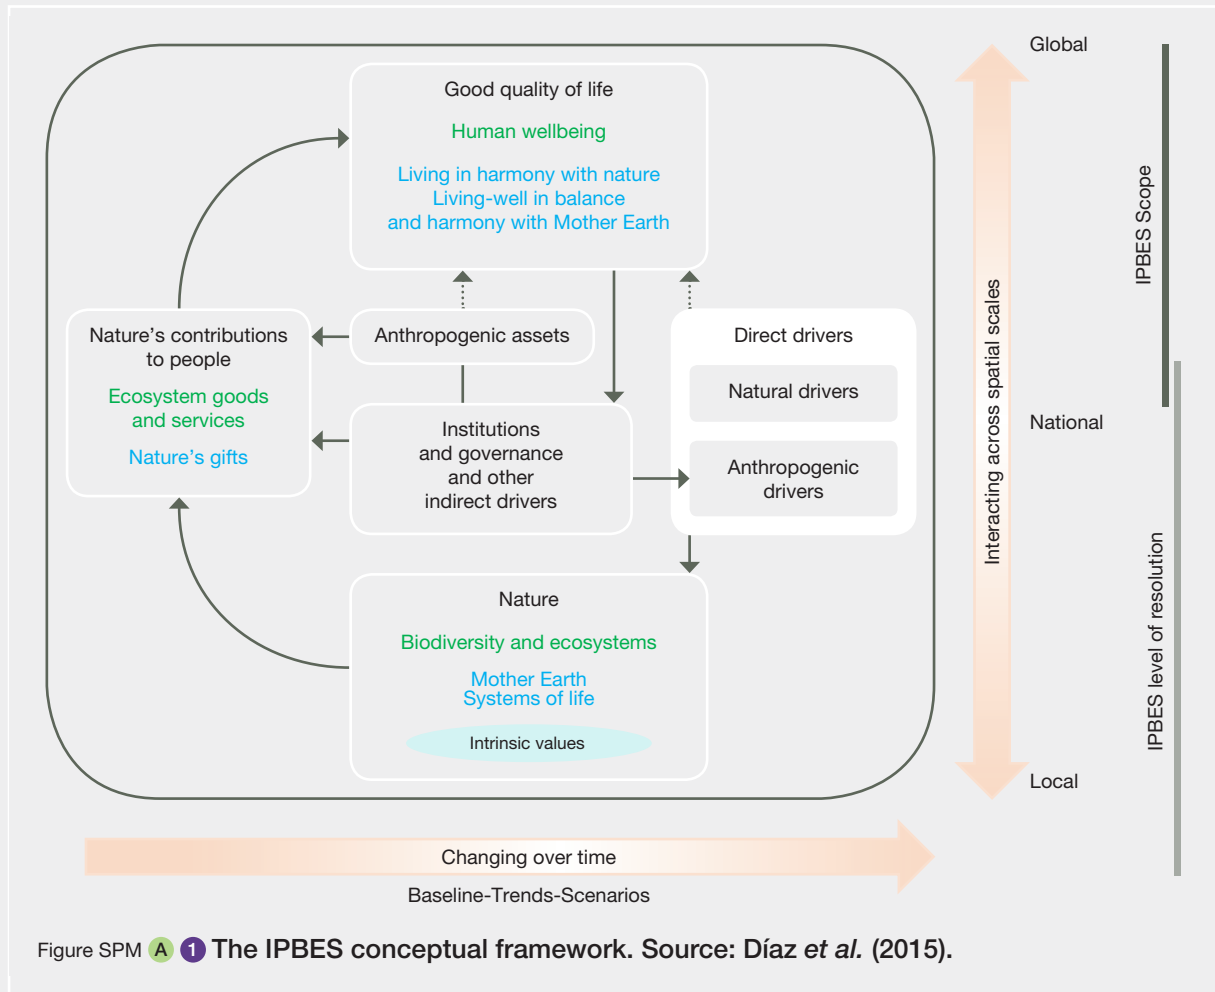 Good quality of life
Human wellbeing
Living in harmony with nature
Living-well in balance
and harmony with Mother Earth
Nature’s contributions
to people
Ecosystem goods
and services
Nature’s gifts
Anthropogenic assets
Institutions
and governance
and other
indirect drivers
Direct drivers
Natural drivers
Anthropogenic
drivers
Nature
Biodiversity and ecosystems
Mother Earth
Systems of life
Intrinsic values
Global
National
Local
Interacting across spatial scales
IPBES Scope
IPBES level of resolution
Changing over time
Baseline-Trends-Scenarios
Figure SPM A 1 The IPBES conceptual framework. Source: Díaz et al. (2015).